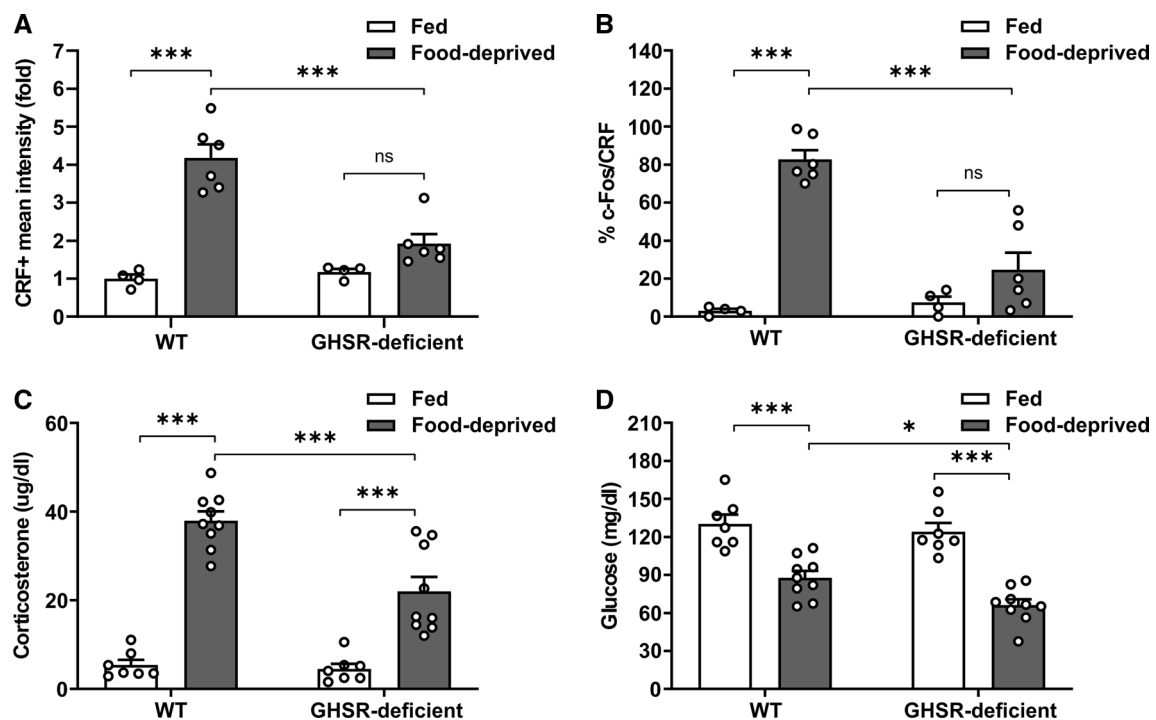 A
Fed
Food-deprived
CRF+ mean intensity (fold)
7
6
5
4
3
2
1
0
***
***
ns
WT
GHSR-deficient
B
Fed
Food-deprived
% c-Fos/CRF
140
120
100
80
60
40
20
0
***
***
ns
WT
GHSR-deficient
C
Fed
Food-deprived
Corticosterone (ug/dl)
60
40
20
0
***
***
***
WT
GHSR-deficient
D
Fed
Food-deprived
Glucose (mg/dl)
210
180
150
120
90
60
30
0
***
*
***
WT
GHSR-deficient